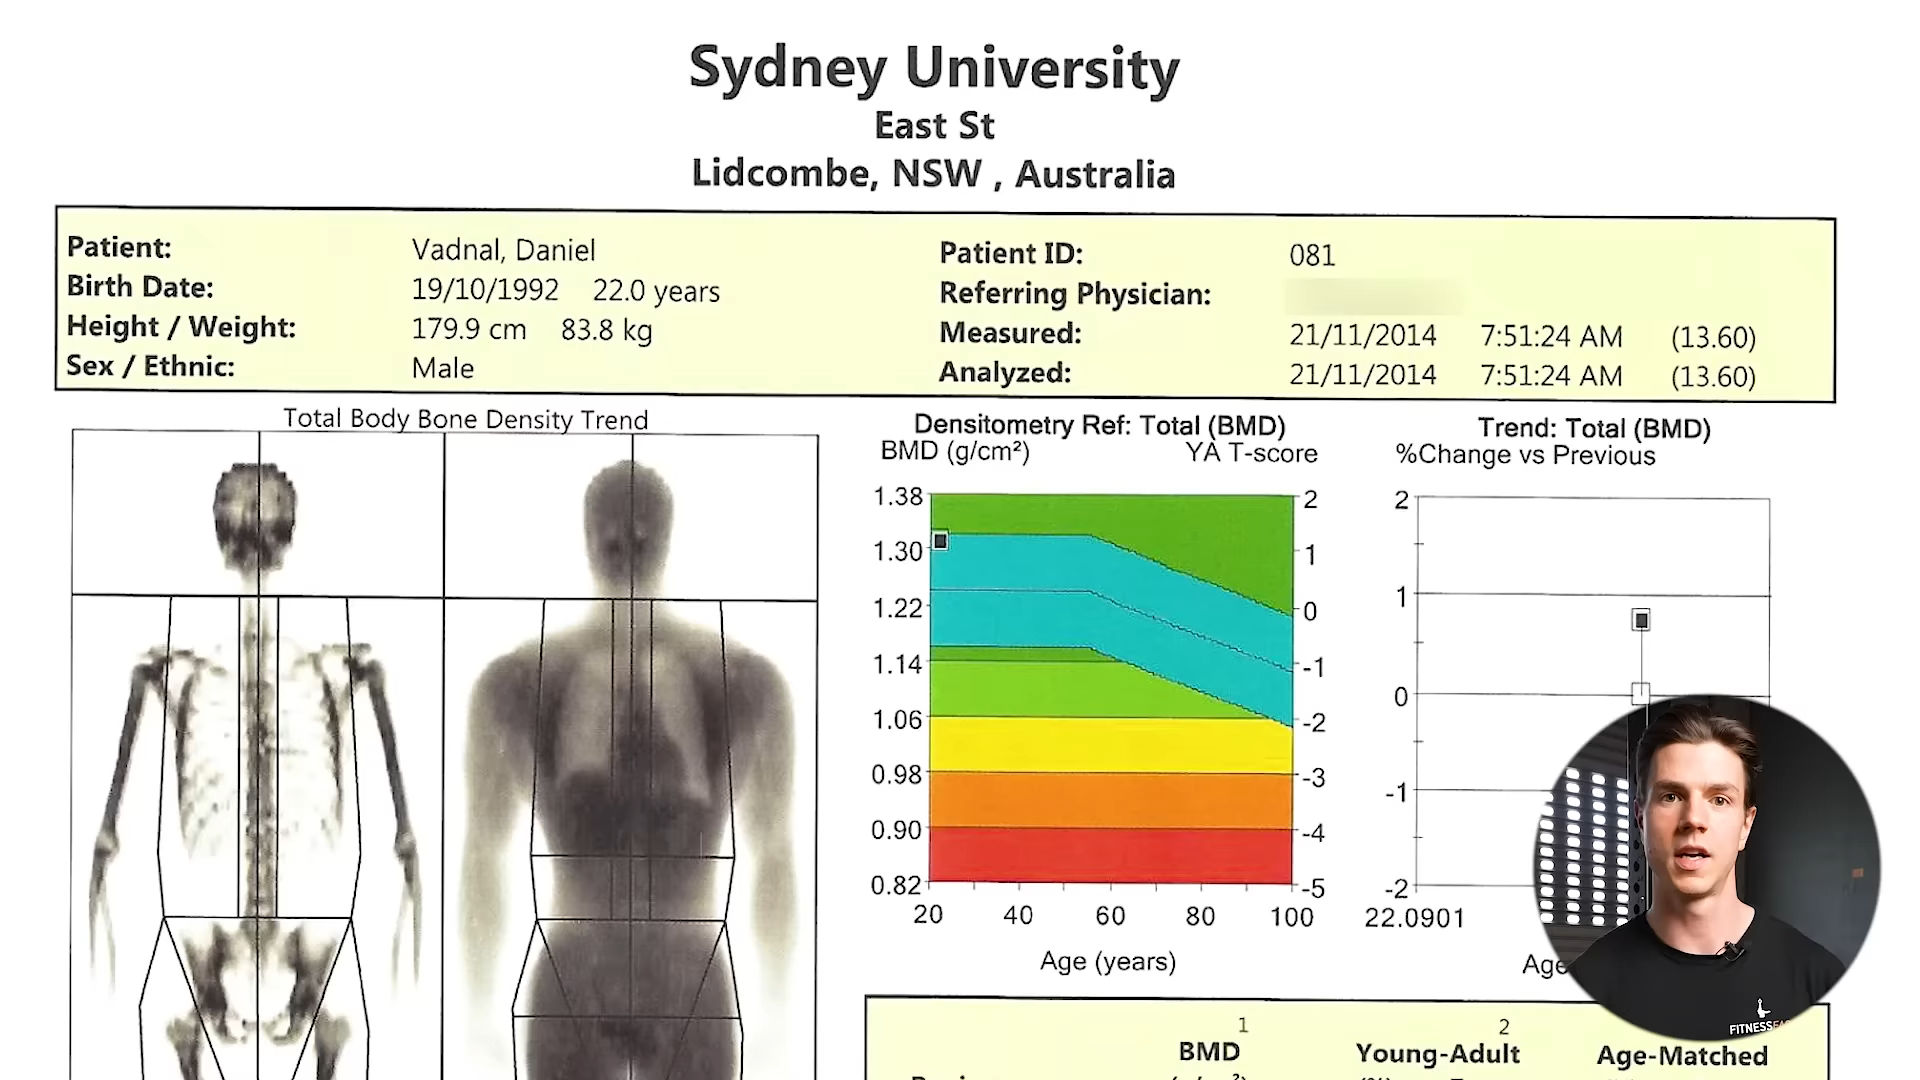 Sydney University
East St
Lidcombe, NSW , Australia
Patient: Vadnal, Daniel
Birth Date: 19/10/1992 22.0 years
Height / Weight: 179.9 cm 83.8 kg
Sex / Ethnic: Male
Patient ID: 081
Referring Physician:
Measured: 21/11/2014 7:51:24 AM (13.60)
Analyzed: 21/11/2014 7:51:24 AM (13.60)
Total Body Bone Density Trend
Densitometry Ref: Total (BMD)
BMD (g/cm²) YA T-score
1.38 2
1.30 1
1.22 0
1.14 -1
1.06 -2
0.98 -3
0.90 -4
0.82 -5
20 40 60 80 100
Age (years)
Trend: Total (BMD)
%Change vs Previous
2
1
0
-1
-2
22.0901
Age
1 2
BMD Young-Adult Age-Matched
FITNESS